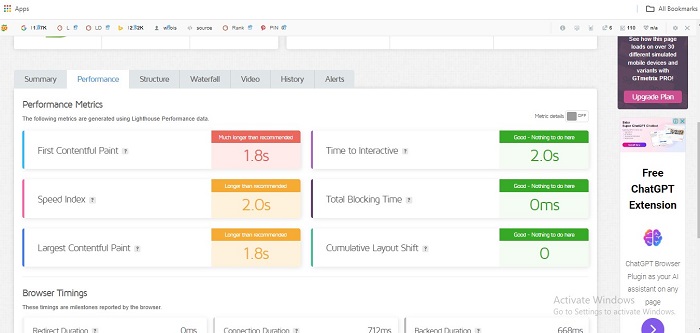 Apps
All Bookmarks
whois
source
Rank
PIN
110
n/a
Summary
Performance
Structure
Waterfall
Video
History
Alerts
Performance Metrics
The following metrics are generated using Lighthouse Performance data.
Metric details
OFF
First Contentful Paint ?
Much longer than recommended
1.8s
Time to Interactive ?
Good - Nothing to do here
2.0s
Speed Index ?
Longer than recommended
2.0s
Total Blocking Time ?
Good - Nothing to do here
0ms
Largest Contentful Paint ?
Longer than recommended
1.8s
Cumulative Layout Shift ?
Good - Nothing to do here
0
Browser Timings
These timings are milestones reported by the browser.
Redirect Duration ?
0ms
Connection Duration ?
712ms
Backend Duration ?
668ms
See how this page
loads on over 30
different simulated
mobile devices and
variants with
GTmetrix PRO!
Upgrade Plan
Free
ChatGPT
Extension
ChatGPT Browser
Plugin as your AI
assistant on any
page
Activate Windows
Go to Settings to activate Windows.